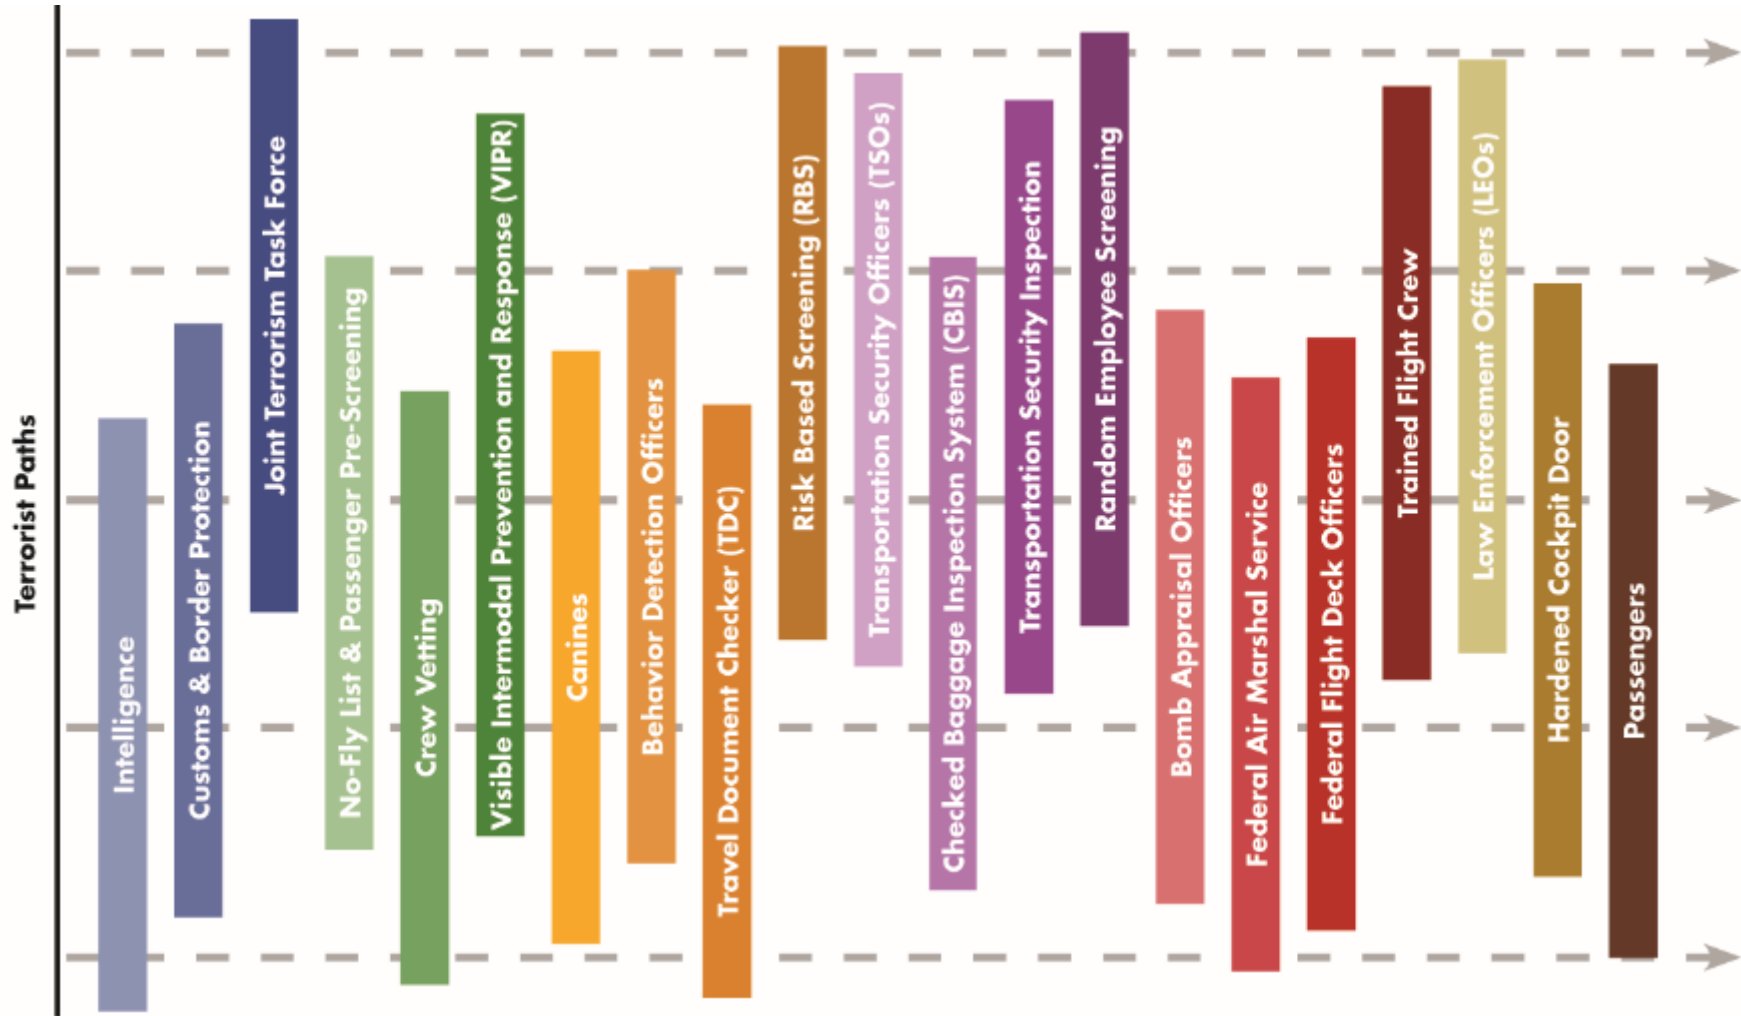 Terrorist Paths
Intelligence
Customs & Border Protection
Joint Terrorism Task Force
No-Fly List & Passenger Pre-Screening
Crew Vetting
Visible Intermodal Prevention and Response (VIPR)
Canines
Behavior Detection Officers
Travel Document Checker (TDC)
Risk Based Screening (RBS)
Transportation Security Officers (TSOs)
Checked Baggage Inspection System (CBIS)
Transportation Security Inspection
Random Employee Screening
Bomb Appraisal Officers
Federal Air Marshal Service
Federal Flight Deck Officers
Trained Flight Crew
Law Enforcement Officers (LEOs)
Hardened Cockpit Door
Passengers